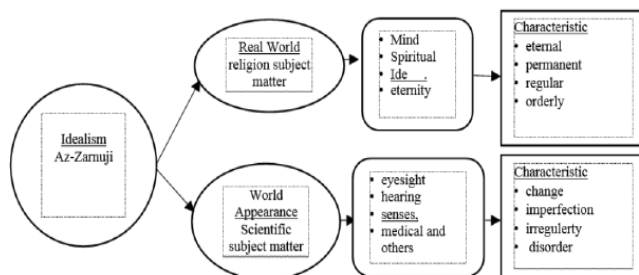 Idealism
Az-Zarnuji
Real World
religion subject
matter
Mind
Spiritual
Ide .
eternity
Characteristic
eternal
permanent
regular
orderly
World
Appearance
Scientific
subject matter
eyesight
hearing
senses,
medical and
others
Characteristic
change
imperfection
irregulerty
disorder